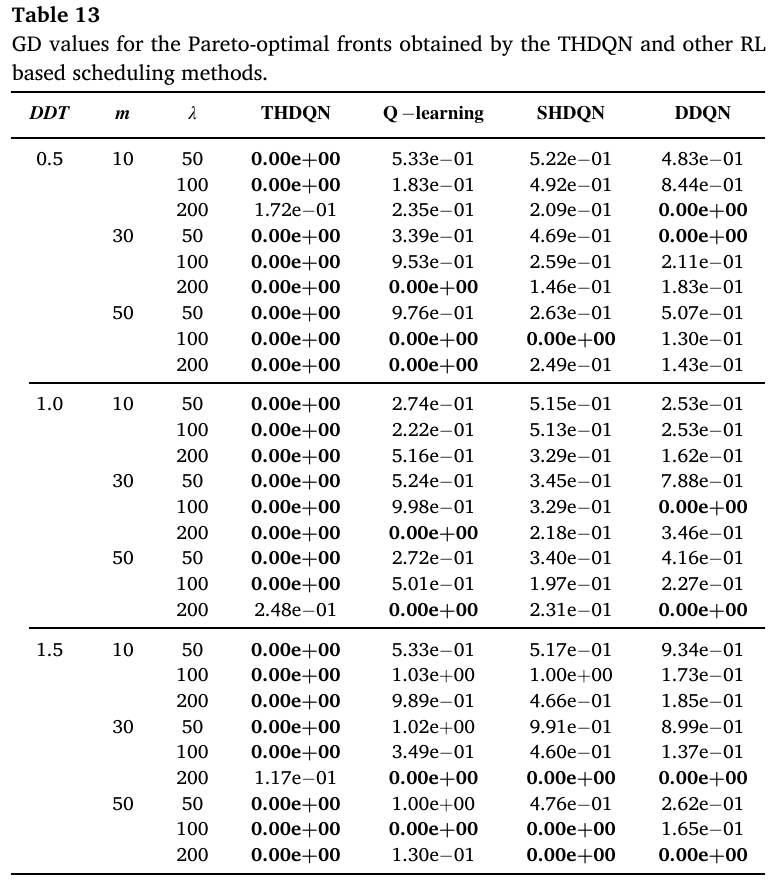 Table 13
GD values for the Pareto-optimal fronts obtained by the THDQN and other RL
based scheduling methods.
DDT m λ THDQN Q −learning SHDQN DDQN
0.5 10 50 0.00e+00 5.33e−01 5.22e−01 4.83e−01
100 0.00e+00 1.83e−01 4.92e−01 8.44e−01
200 1.72e−01 2.35e−01 2.09e−01 0.00e+00
30 50 0.00e+00 3.39e−01 4.69e−01 0.00e+00
100 0.00e+00 9.53e−01 2.59e−01 2.11e−01
200 0.00e+00 0.00e+00 1.46e−01 1.83e−01
50 50 0.00e+00 9.76e−01 2.63e−01 5.07e−01
100 0.00e+00 0.00e+00 0.00e+00 1.30e−01
200 0.00e+00 0.00e+00 2.49e−01 1.43e−01
1.0 10 50 0.00e+00 2.74e−01 5.15e−01 2.53e−01
100 0.00e+00 2.22e−01 5.13e−01 2.53e−01
200 0.00e+00 5.16e−01 3.29e−01 1.62e−01
30 50 0.00e+00 5.24e−01 3.45e−01 7.88e−01
100 0.00e+00 9.98e−01 3.29e−01 0.00e+00
200 0.00e+00 0.00e+00 2.18e−01 3.46e−01
50 50 0.00e+00 2.72e−01 3.40e−01 4.16e−01
100 0.00e+00 5.01e−01 1.97e−01 2.27e−01
200 2.48e−01 0.00e+00 2.31e−01 0.00e+00
1.5 10 50 0.00e+00 5.33e−01 5.17e−01 9.34e−01
100 0.00e+00 1.03e+00 1.00e+00 1.73e−01
200 0.00e+00 9.89e−01 4.66e−01 1.85e−01
30 50 0.00e+00 1.02e+00 9.91e−01 8.99e−01
100 0.00e+00 3.49e−01 4.60e−01 1.37e−01
200 1.17e−01 0.00e+00 0.00e+00 0.00e+00
50 50 0.00e+00 1.00e+00 4.76e−01 2.62e−01
100 0.00e+00 0.00e+00 0.00e+00 1.65e−01
200 0.00e+00 1.30e−01 0.00e+00 0.00e+00